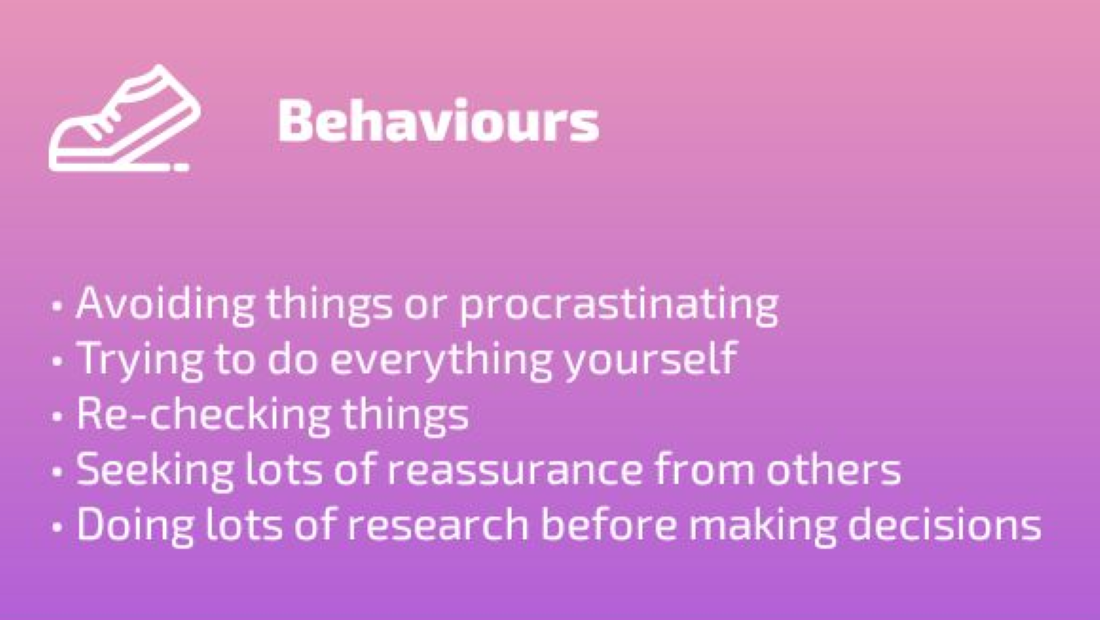 Behaviours
• Avoiding things or procrastinating
• Trying to do everything yourself
• Re-checking things
• Seeking lots of reassurance from others
• Doing lots of research before making decisions